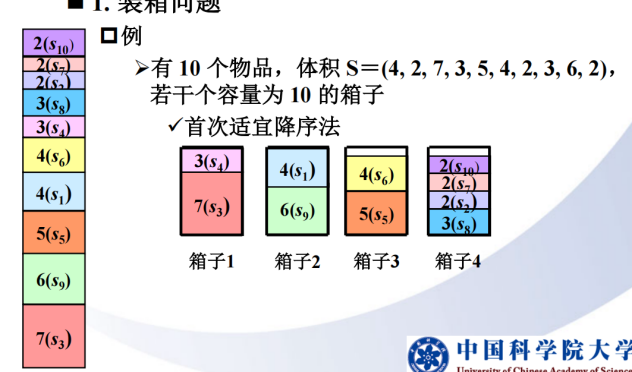 ■ 1. 装箱问题
例
➢有 10 个物品，体积 S＝(4, 2, 7, 3, 5, 4, 2, 3, 6, 2)，
若干个容量为 10 的箱子
✓首次适宜降序法
2(s10)
2(s7)
2(s2)
3(s8)
3(s4)
4(s6)
4(s1)
5(s5)
6(s9)
7(s3)
3(s4)
7(s3)
箱子1
4(s1)
6(s9)
箱子2
4(s6)
5(s5)
箱子3
2(s10)
2(s7)
2(s2)
3(s8)
箱子4
中国科学院大学
University of Chinese Academy of Science